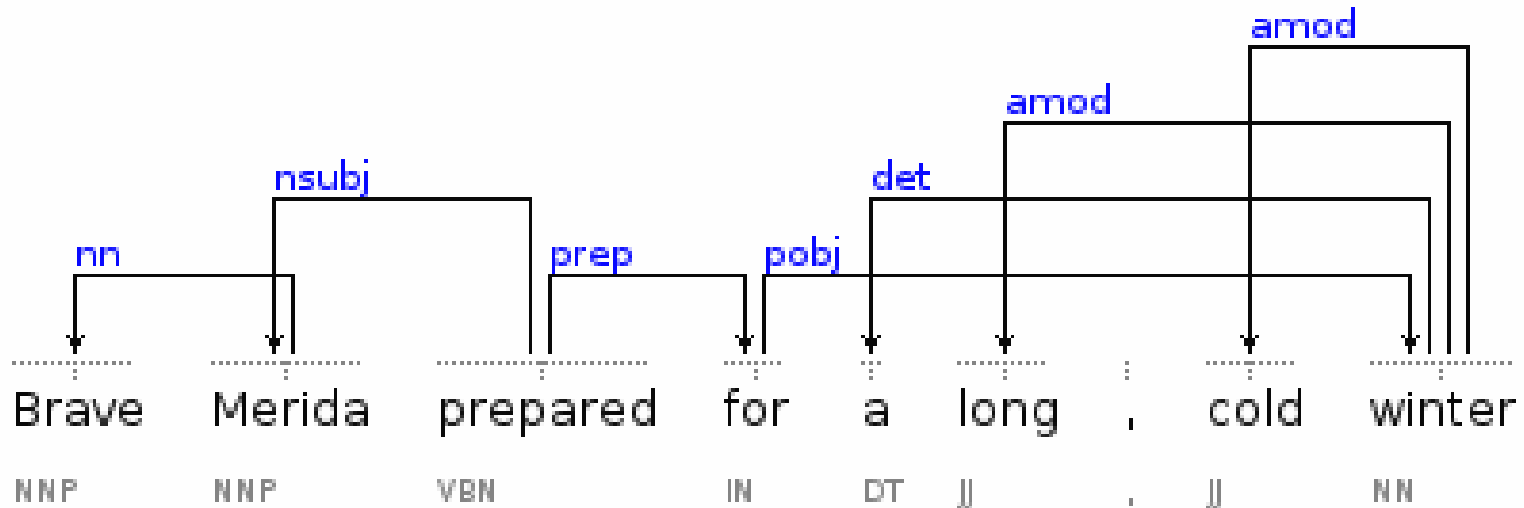 amod
amod
nsubj det
nn prep pobj
Brave Merida prepared for a long , cold winter
NNP NNP VBN IN DT JJ , JJ NN